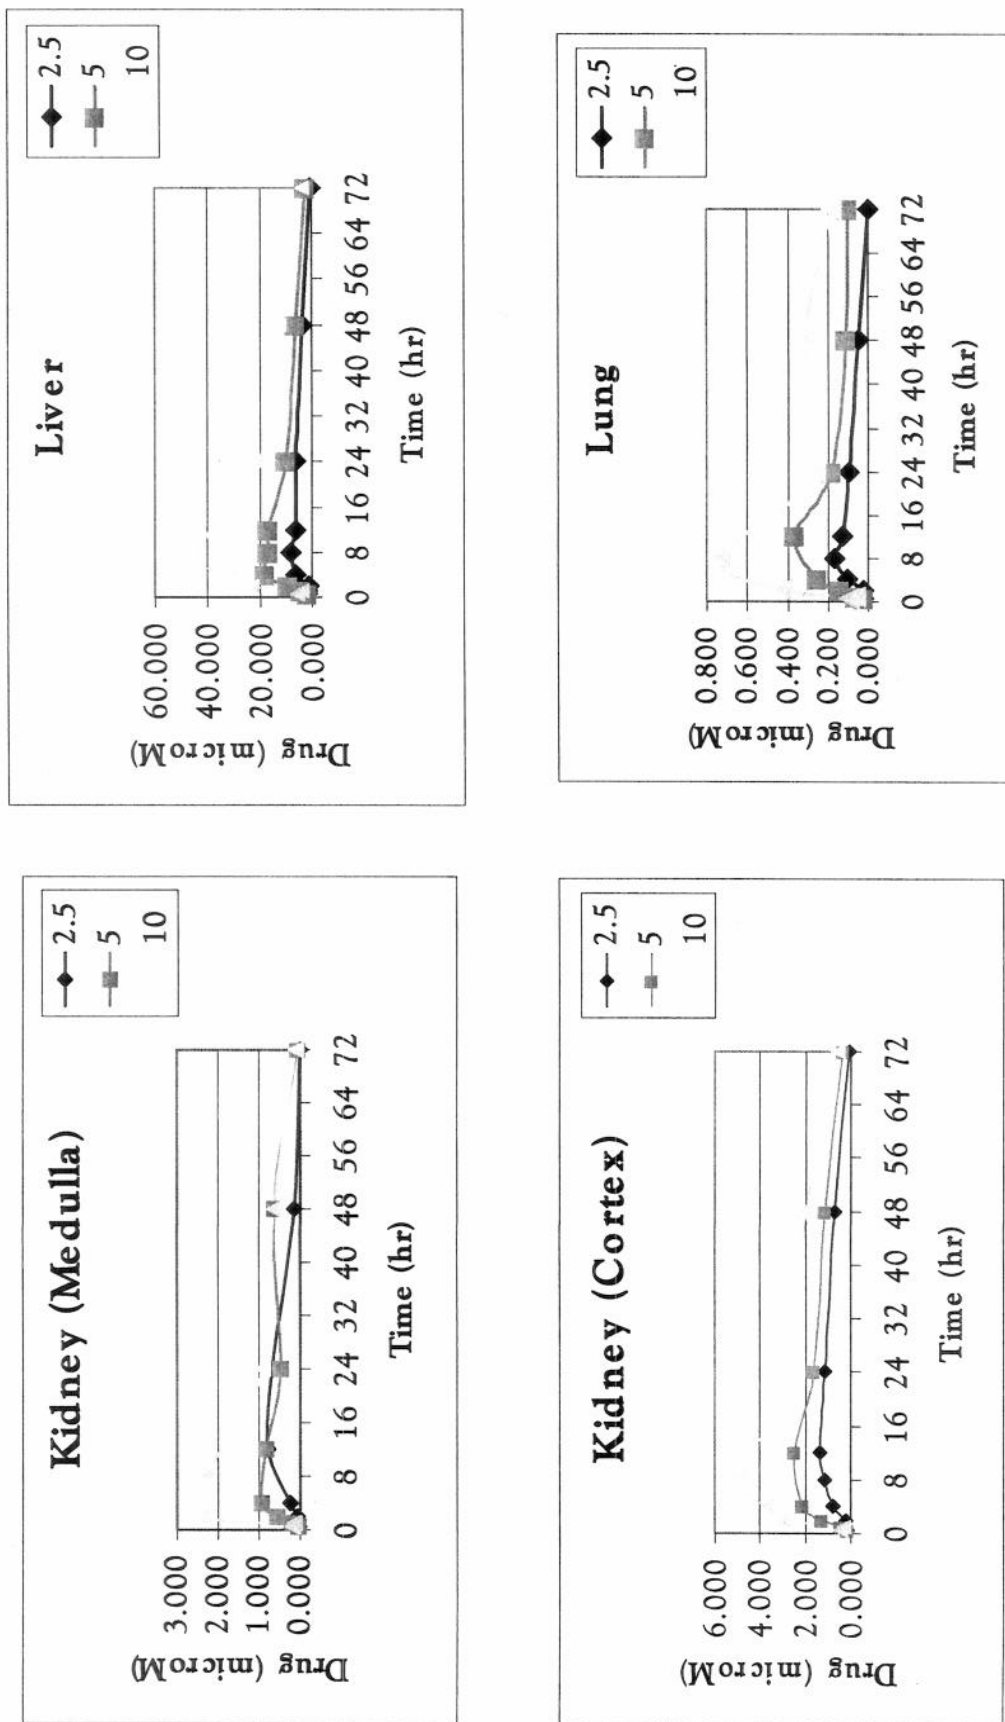 Kidney (Medulla)
3.000
2.000
1.000
0.000
Drug (microM)
0 8 16 24 32 40 48 56 64 72
Time (hr)
2.5
5
10
Liver
60.000
40.000
20.000
0.000
Drug (microM)
0 8 16 24 32 40 48 56 64 72
Time (hr)
2.5
5
10
Kidney (Cortex)
6.000
4.000
2.000
0.000
Drug (microM)
0 8 16 24 32 40 48 56 64 72
Time (hr)
2.5
5
10
Lung
0.800
0.600
0.400
0.200
0.000
Drug (microM)
0 8 16 24 32 40 48 56 64 72
Time (hr)
2.5
5
10